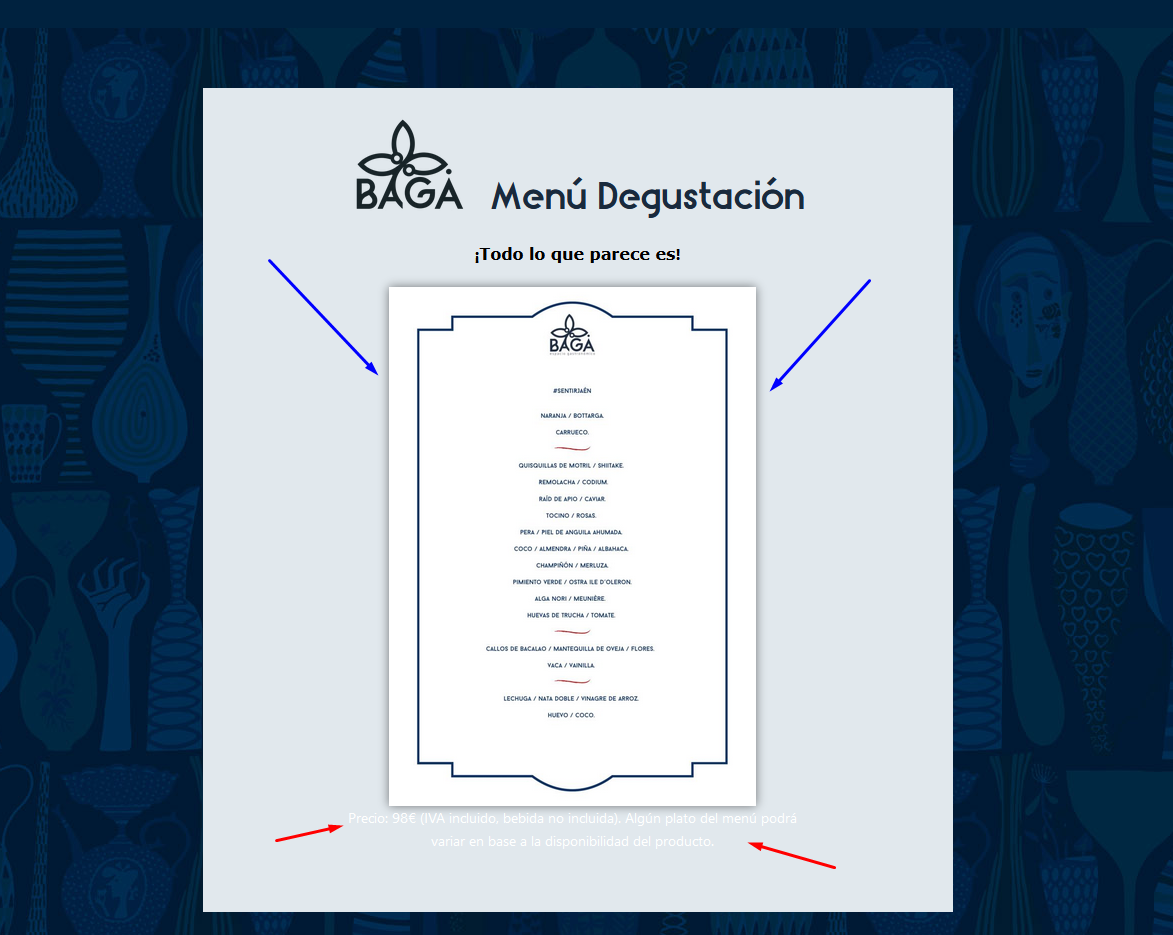 BAGÁ
Menú Degustación
¡Todo lo que parece es!
BAGÁ
#SENTIRJAÉN
NARANJA / BOTTARGA.
CARRUECO.
QUISQUILLAS DE MOTRIL / SHIITAKE.
REMOLACHA / CODIUM.
RAÏD DE APIO / CAVIAR.
TOCINO / ROSAS.
PERA / PIEL DE ANGUILA AHUMADA.
COCO / ALMENDRA / PIÑA / ALBAHACA.
CHAMPIÑÓN / MERLUZA.
PIMIENTO VERDE / OSTRA ILE D'OLERON.
ALGA NORI / MEUNIÈRE.
HUEVAS DE TRUCHA / TOMATE.
CALLOS DE BACALAO / MANTEQUILLA DE OVEJA / FLORES.
VACA / VAINILLA.
LECHUGA / NATA DOBLE / VINAGRE DE ARROZ.
HUEVO / COCO.
Precio: 98€ (IVA incluido, bebida no incluida). Algún plato del menú podrá
variar en base a la disponibilidad del producto.